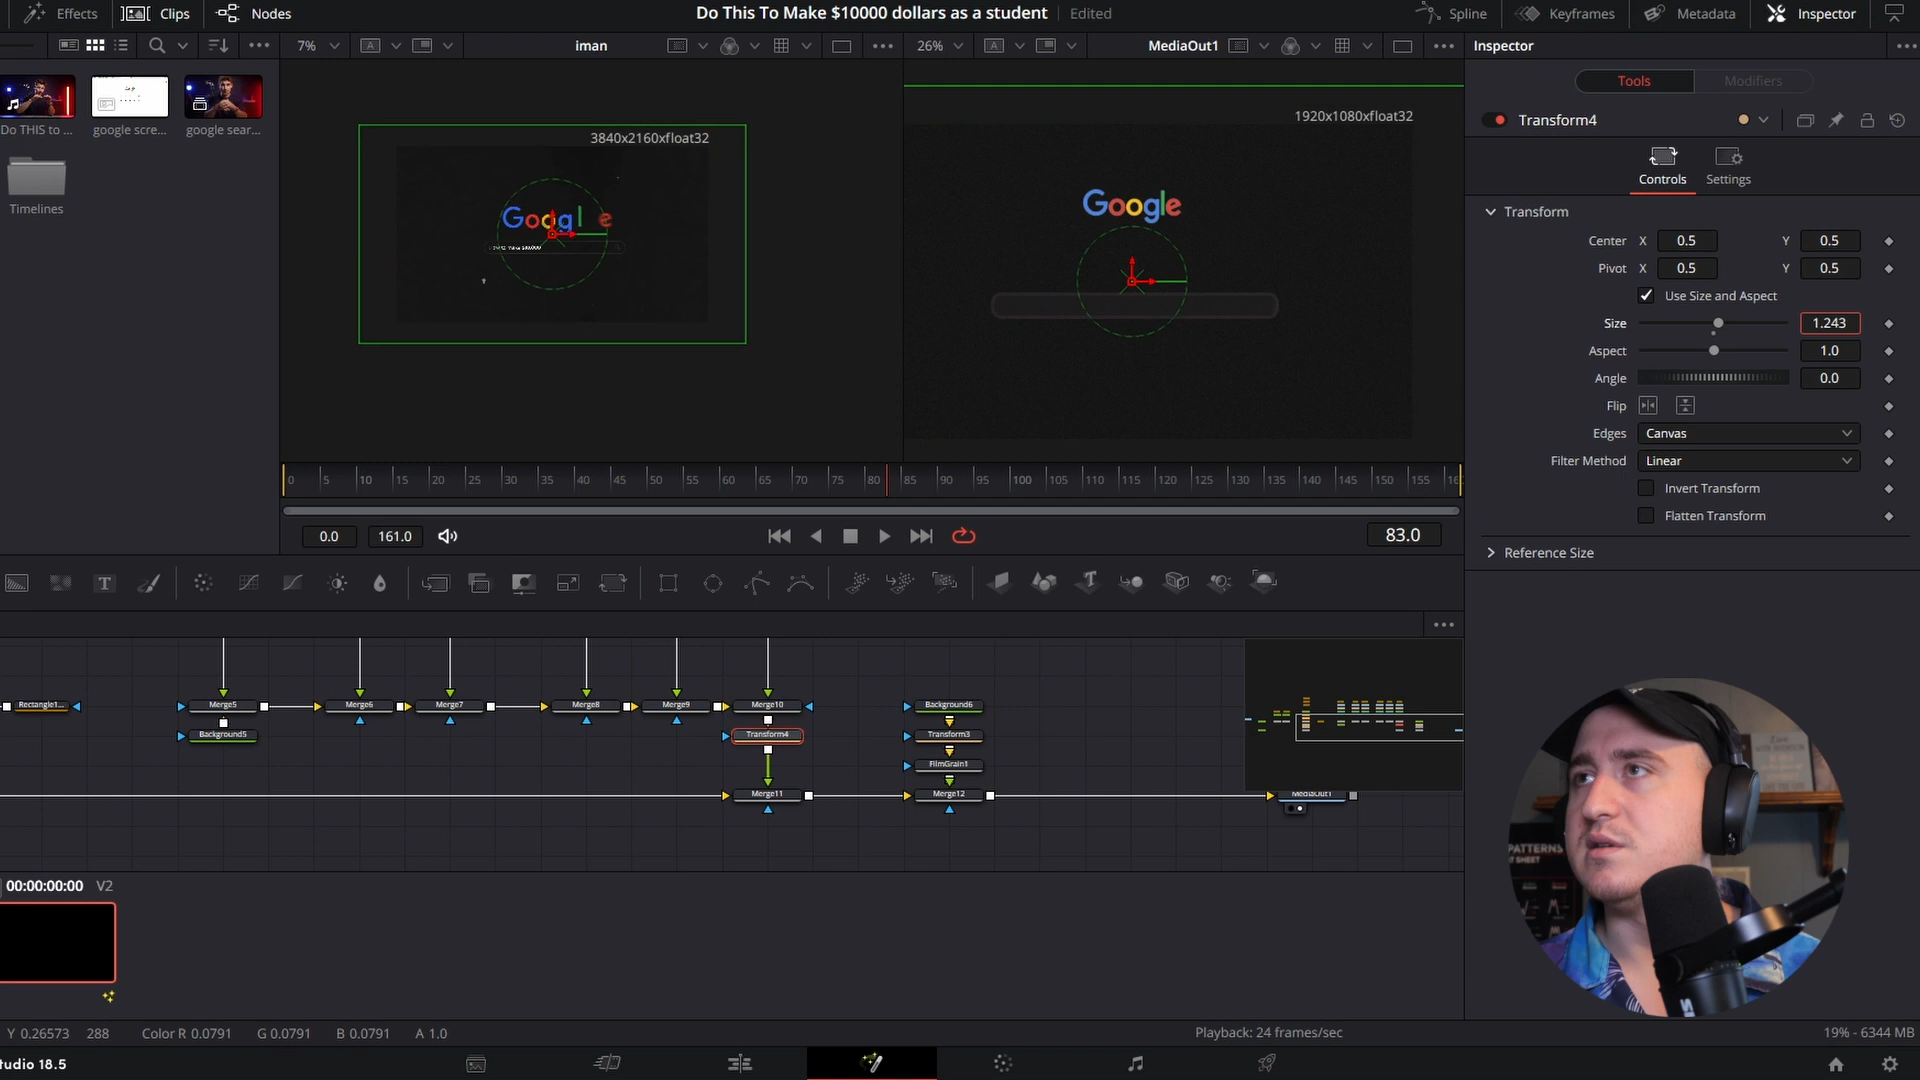 Effects
Clips
Nodes
Do This To Make $10000 dollars as a student
Edited
Spline
Keyframes
Metadata
Inspector
7%
A
iman
26%
A
MediaOut1
Inspector
Tools
Modifiers
Do THIS to ...
google scre...
google sear...
Timelines
3840x2160xfloat32
Google
1920x1080xfloat32
Google
Transform4
Controls
Settings
Transform
Center X 0.5 Y 0.5
Pivot X 0.5 Y 0.5
Use Size and Aspect
Size 1.243
Aspect 1.0
Angle 0.0
Flip
Edges Canvas
Filter Method Linear
Invert Transform
Flatten Transform
Reference Size
0 5 10 15 20 25 30 35 40 45 50 55 60 65 70 75 80 85 90 95 100 105 110 115 120 125 130 135 140 145 150 155
0.0
161.0
83.0
T
Rectangle1...
Merge5
Merge6
Merge7
Merge8
Merge9
Merge10
Background6
Background5
Transform4
Transform3
FilmGrain1
Merge11
Merge12
MediaOut1
00:00:00:00 V2
Y 0.26573 288 Color R 0.0791 G 0.0791 B 0.0791 A 1.0
Playback: 24 frames/sec
19% - 6344 MB
tudio 18.5